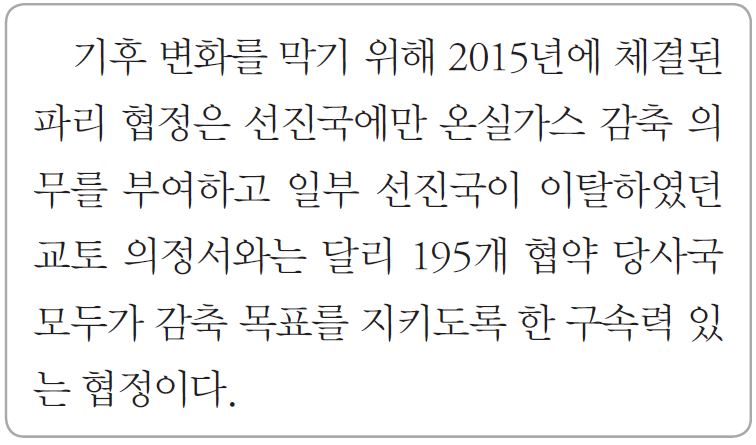 기후 변화를 막기 위해 2015년에 체결된
파리 협정은 선진국에만 온실가스 감축 의
무를 부여하고 일부 선진국이 이탈하였던
교토 의정서와는 달리 195개 협약 당사국
모두가 감축 목표를 지키도록 한 구속력 있
는 협정이다.